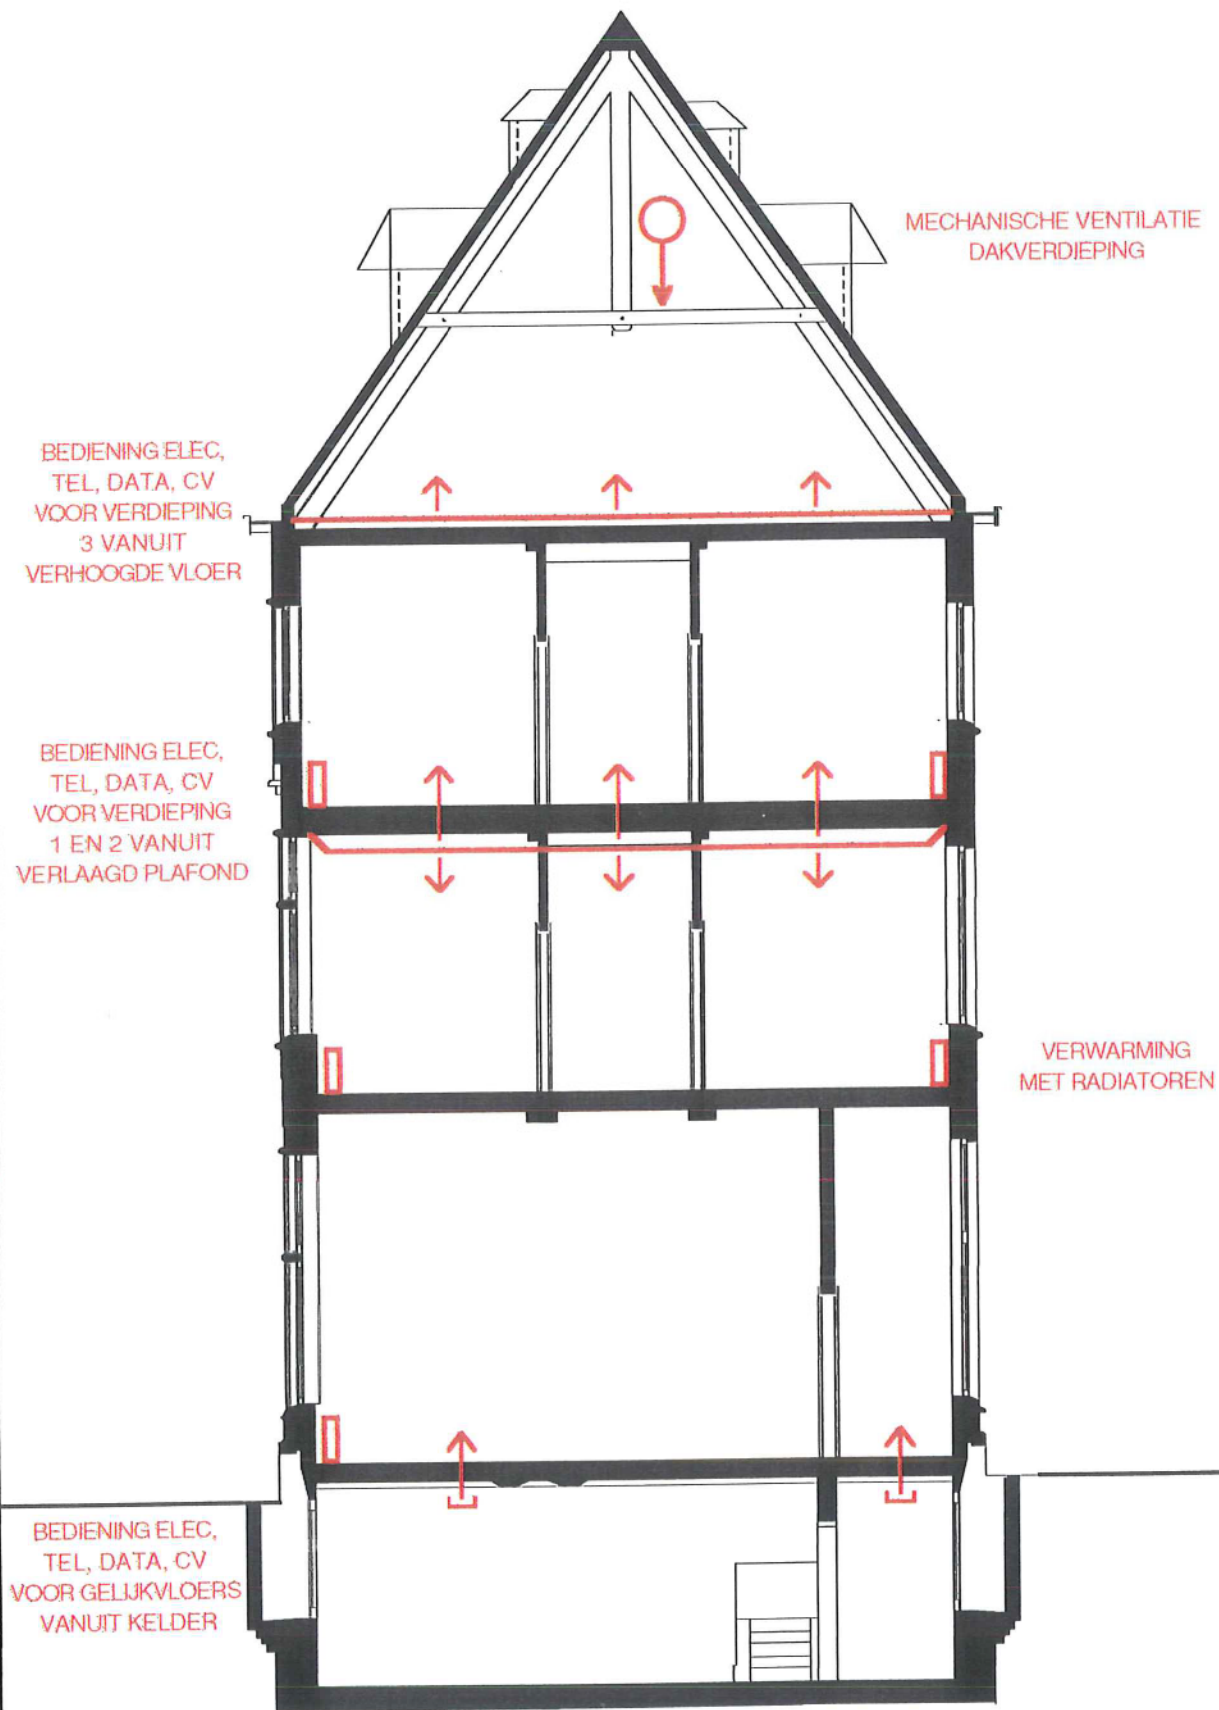 MECHANISCHE VENTILATIE
DAKVERDIEPING
BEDIENING ELEC,
TEL, DATA, CV
VOOR VERDIEPING
3 VANUIT
VERHOOGDE VLOER
BEDIENING ELEC,
TEL, DATA, CV
VOOR VERDIEPING
1 EN 2 VANUIT
VERLAAGD PLAFOND
VERWARMING
MET RADIATOREN
BEDIENING ELEC,
TEL, DATA, CV
VOOR GELIJKVLOERS
VANUIT KELDER